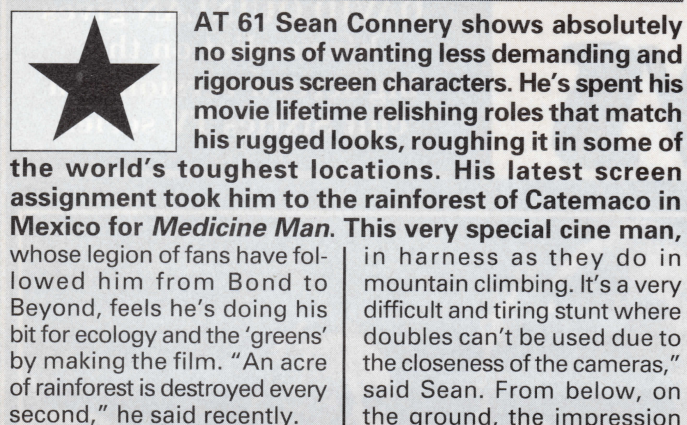 AT 61 Sean Connery shows absolutely
no signs of wanting less demanding and
rigorous screen characters. He's spent his
movie lifetime relishing roles that match
his rugged looks, roughing it in some of
the world's toughest locations. His latest screen
assignment took him to the rainforest of Catemaco in
Mexico for Medicine Man. This very special cine man,
whose legion of fans have fol-
lowed him from Bond to
Beyond, feels he's doing his
bit for ecology and the 'greens'
by making the film. "An acre
of rainforest is destroyed every
second," he said recently.
in harness as they do in
mountain climbing. It's a very
difficult and tiring stunt where
doubles can't be used due to
the closeness of the cameras,"
said Sean. From below, on
the ground, the impression